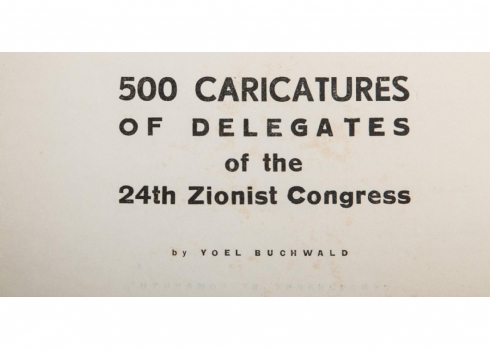 500 CARICATURES
OF DELEGATES
of the
24th Zionist Congress
by YOEL BUCHWALD